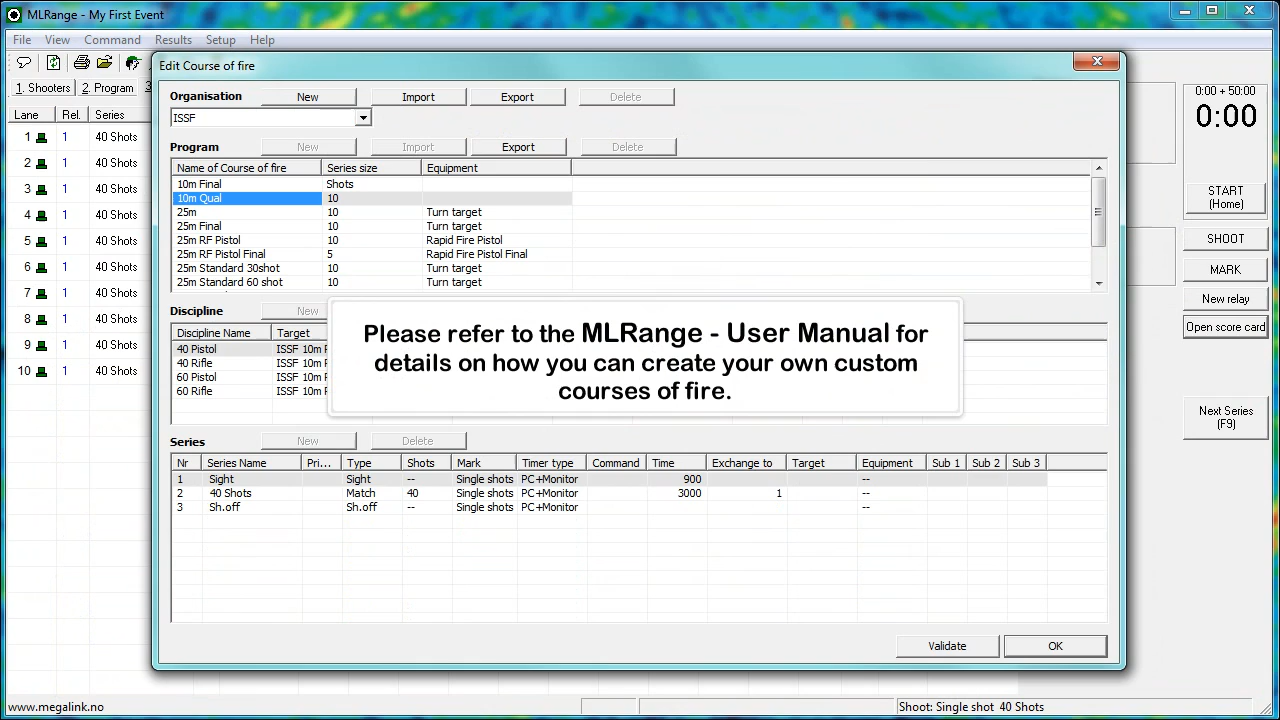 MLRange - My First Event
File View Command Results Setup Help
1. Shooters 2. Program 3
Lane Rel. Series
1 1 40 Shots
2 1 40 Shots
3 1 40 Shots
4 1 40 Shots
5 1 40 Shots
6 1 40 Shots
7 1 40 Shots
8 1 40 Shots
9 1 40 Shots
10 1 40 Shots
Edit Course of fire
Organisation New Import Export Delete
ISSF
Program New Import Export Delete
Name of Course of fire Series size Equipment
10m Final Shots
10m Qual 10
25m 10 Turn target
25m Final 10 Turn target
25m RF Pistol 10 Rapid Fire Pistol
25m RF Pistol Final 5 Rapid Fire Pistol
25m Standard 30shot 10 Turn target
25m Standard 60 shot 10 Turn target
Discipline New
Discipline Name Target
40 Pistol ISSF 10m P
40 Rifle ISSF 10m
60 Pistol ISSF 10m
60 Rifle ISSF 10m
Please refer to the MLRange - User Manual for
details on how you can create your own custom
courses of fire.
Series New Delete
Nr Series Name Pri... Type Shots Mark Timer type Command Time Exchange to Target Equipment Sub 1 Sub 2 Sub 3
1 Sight Sight -- Single shots PC+Monitor 900 --
2 40 Shots Match 40 Single shots PC+Monitor 3000 1 --
3 Sh.off Sh.off -- Single shots PC+Monitor --
Validate OK
0:00 + 50:00
0:00
START
(Home)
SHOOT
MARK
New relay
Open score card
Next Series
(F9)
www.megalink.no
Shoot: Single shot 40 Shots